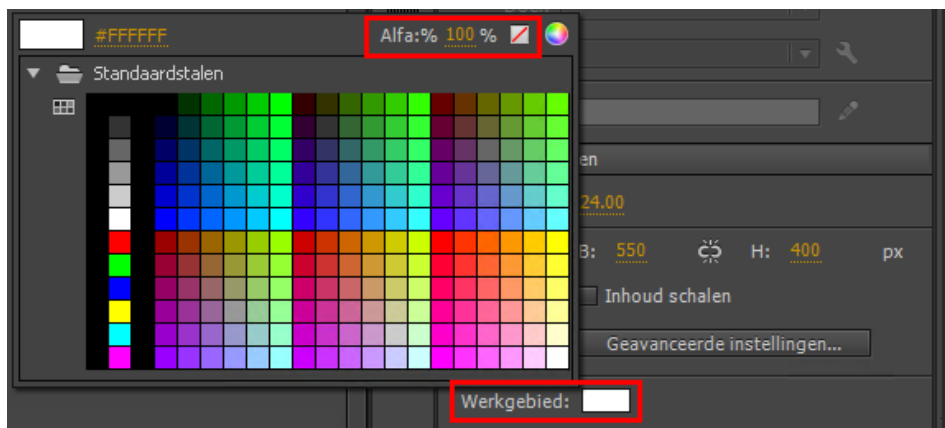 #FFFFFF Alfa:% 100 %
Standaardstalen
en
24.00
B: 550 H: 400 px
Inhoud schalen
Geavanceerde instellingen...
Werkgebied: